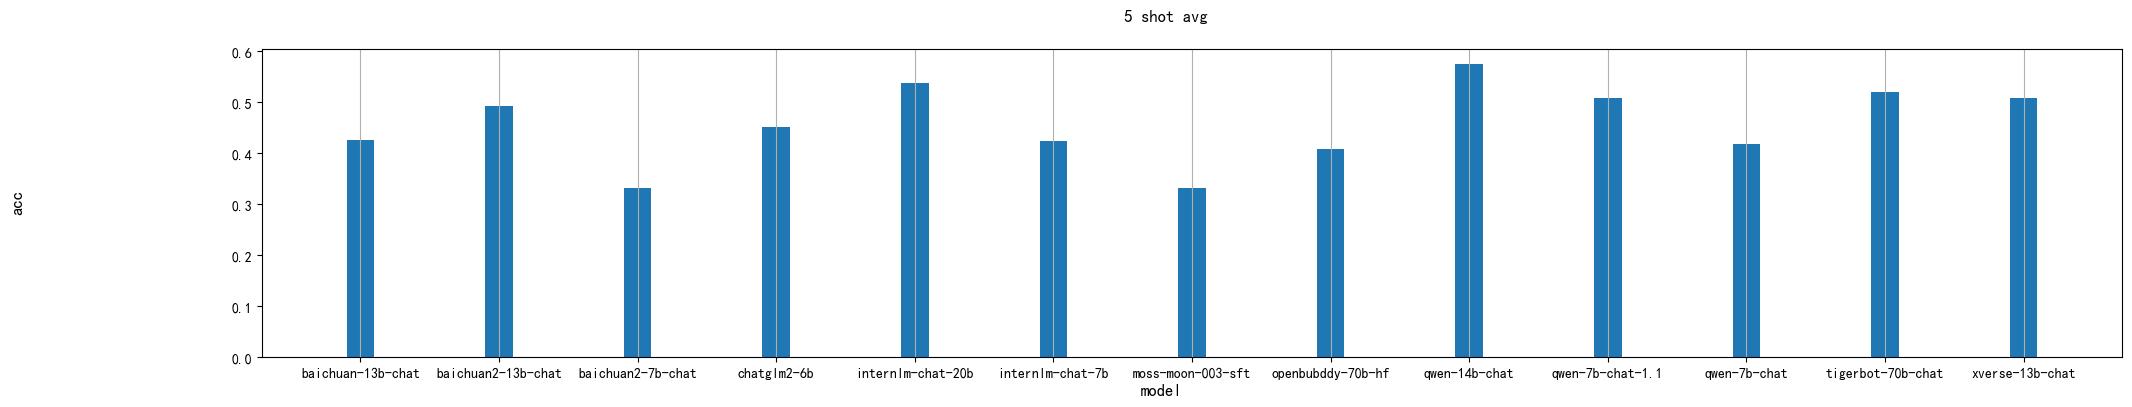 5 shot avg
0.6
0.5
0.4
0.3
0.2
0.1
0.0
acc
baichuan-13b-chat baichuan2-13b-chat baichuan2-7b-chat chatglm2-6b internlm-chat-20b internlm-chat-7b moss-moon-003-sft openbubddy-70b-hf qwen-14b-chat qwen-7b-chat-1.1 qwen-7b-chat tigerbot-70b-chat xverse-13b-chat
model